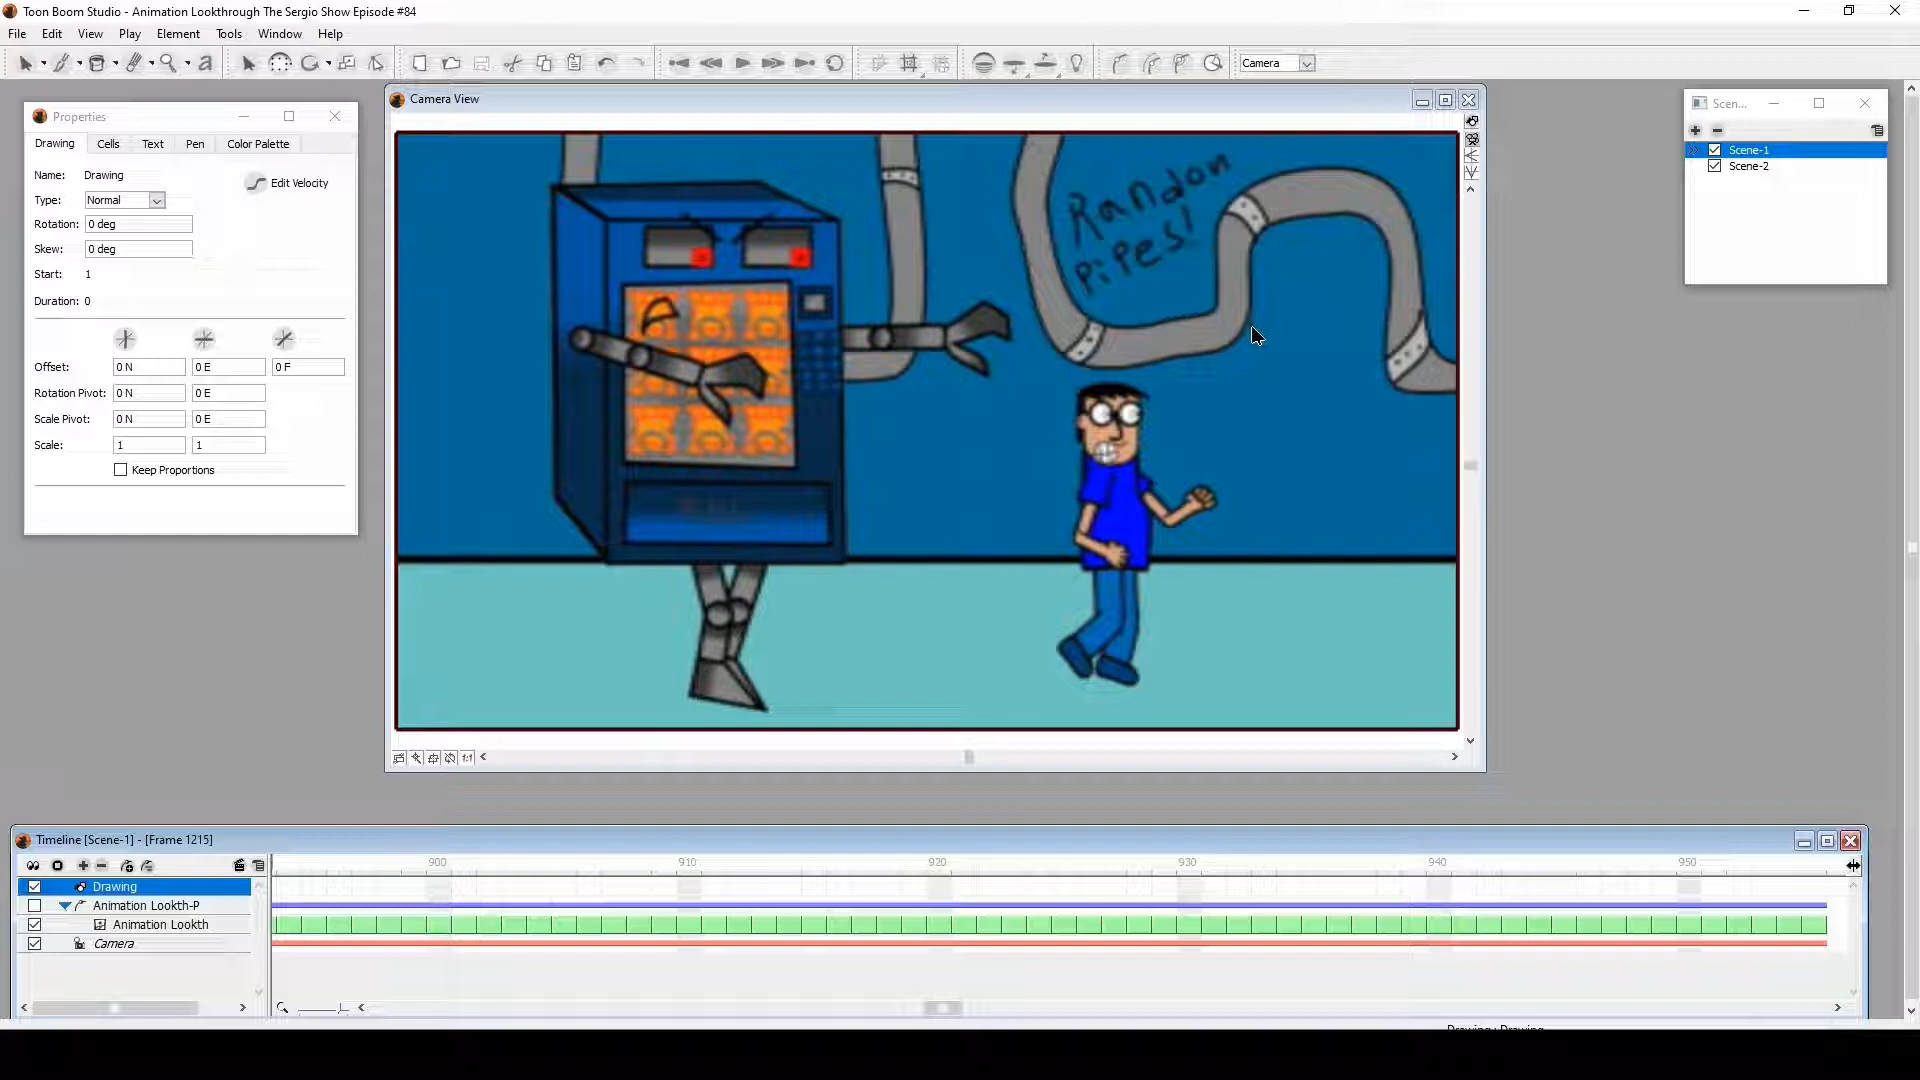 Toon Boom Studio - Animation Lookthrough The Sergio Show Episode #84
File Edit View Play Element Tools Window Help
Camera
Properties
Drawing Cells Text Pen Color Palette
Name: Drawing
Edit Velocity
Type: Normal
Rotation: 0 deg
Skew: 0 deg
Start: 1
Duration: 0
Offset: 0 N 0 E 0 F
Rotation Pivot: 0 N 0 E
Scale Pivot: 0 N 0 E
Scale: 1 1
Keep Proportions
Camera View
Randon
Pipes!
1:1
Scen...
Scene-1
Scene-2
Timeline [Scene-1] - [Frame 1215]
900 910 920 930 940 950
Drawing
Animation Lookth-P
Animation Lookth
Camera